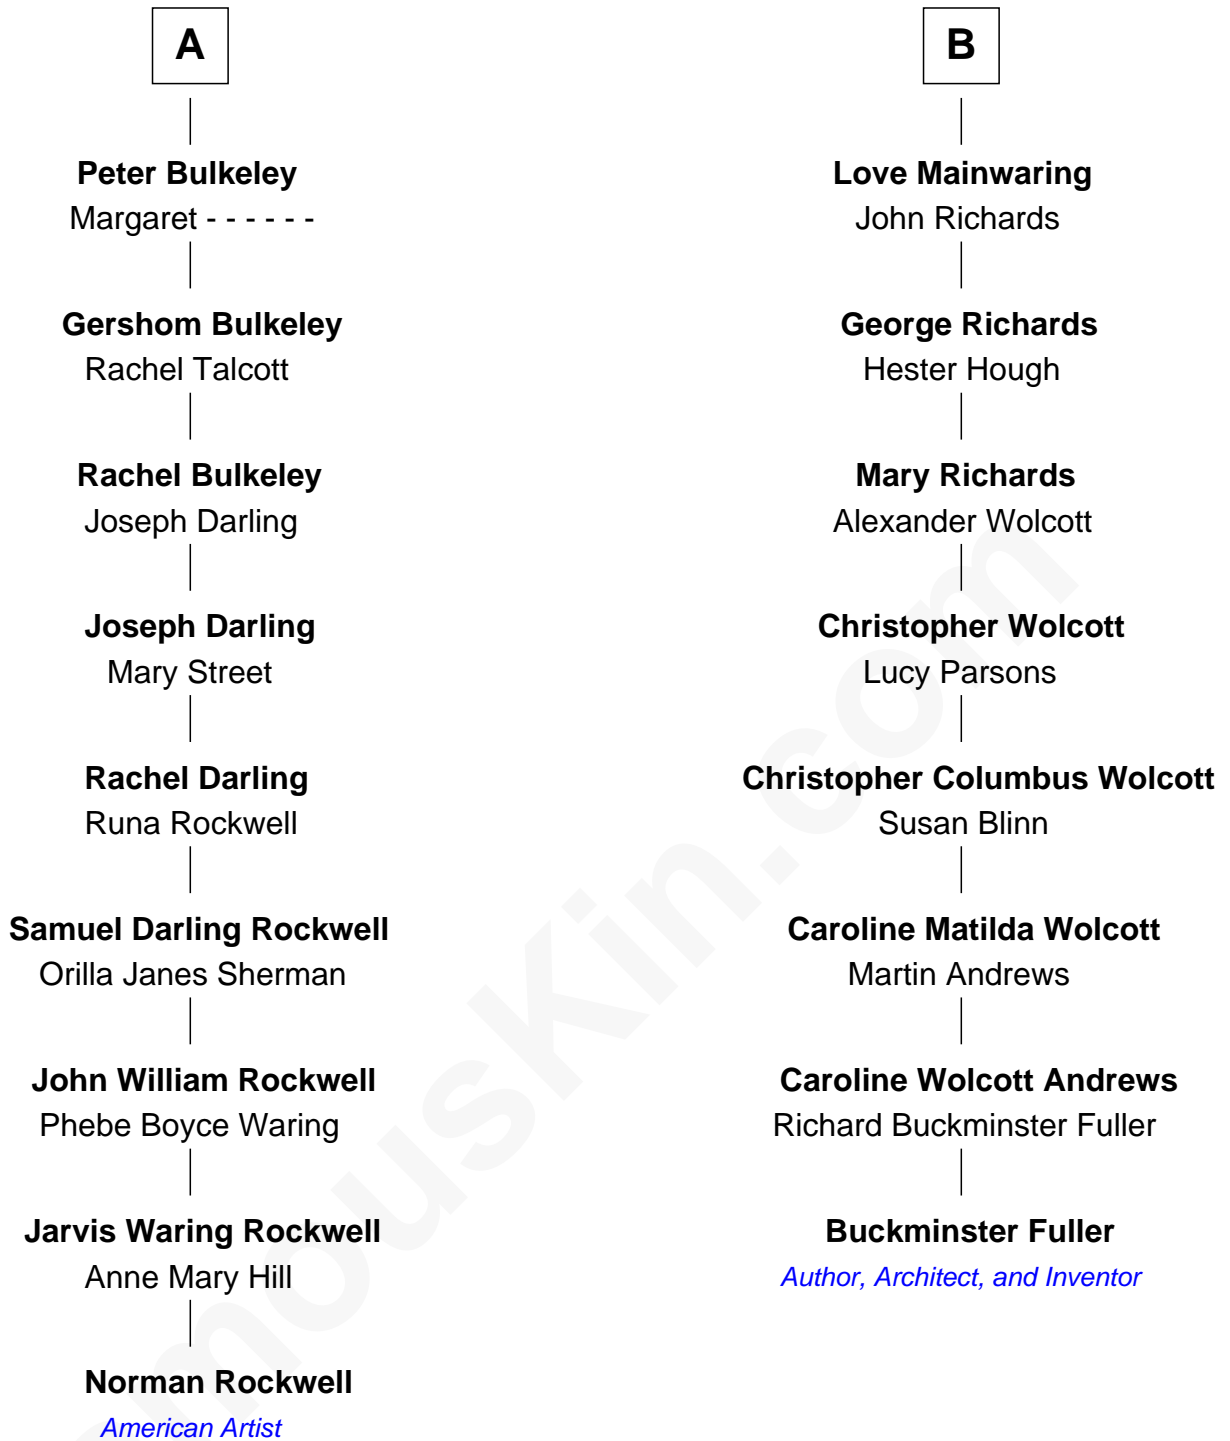 A
Peter Bulkeley
Margaret - - - - - -
Gershom Bulkeley
Rachel Talcott
Rachel Bulkeley
Joseph Darling
Joseph Darling
Mary Street
Rachel Darling
Runa Rockwell
Samuel Darling Rockwell
Orilla Janes Sherman
John William Rockwell
Phebe Boyce Waring
Jarvis Waring Rockwell
Anne Mary Hill
Norman Rockwell
American Artist
B
Love Mainwaring
John Richards
George Richards
Hester Hough
Mary Richards
Alexander Wolcott
Christopher Wolcott
Lucy Parsons
Christopher Columbus Wolcott
Susan Blinn
Caroline Matilda Wolcott
Martin Andrews
Caroline Wolcott Andrews
Richard Buckminster Fuller
Buckminster Fuller
Author, Architect, and Inventor
mousKin.com